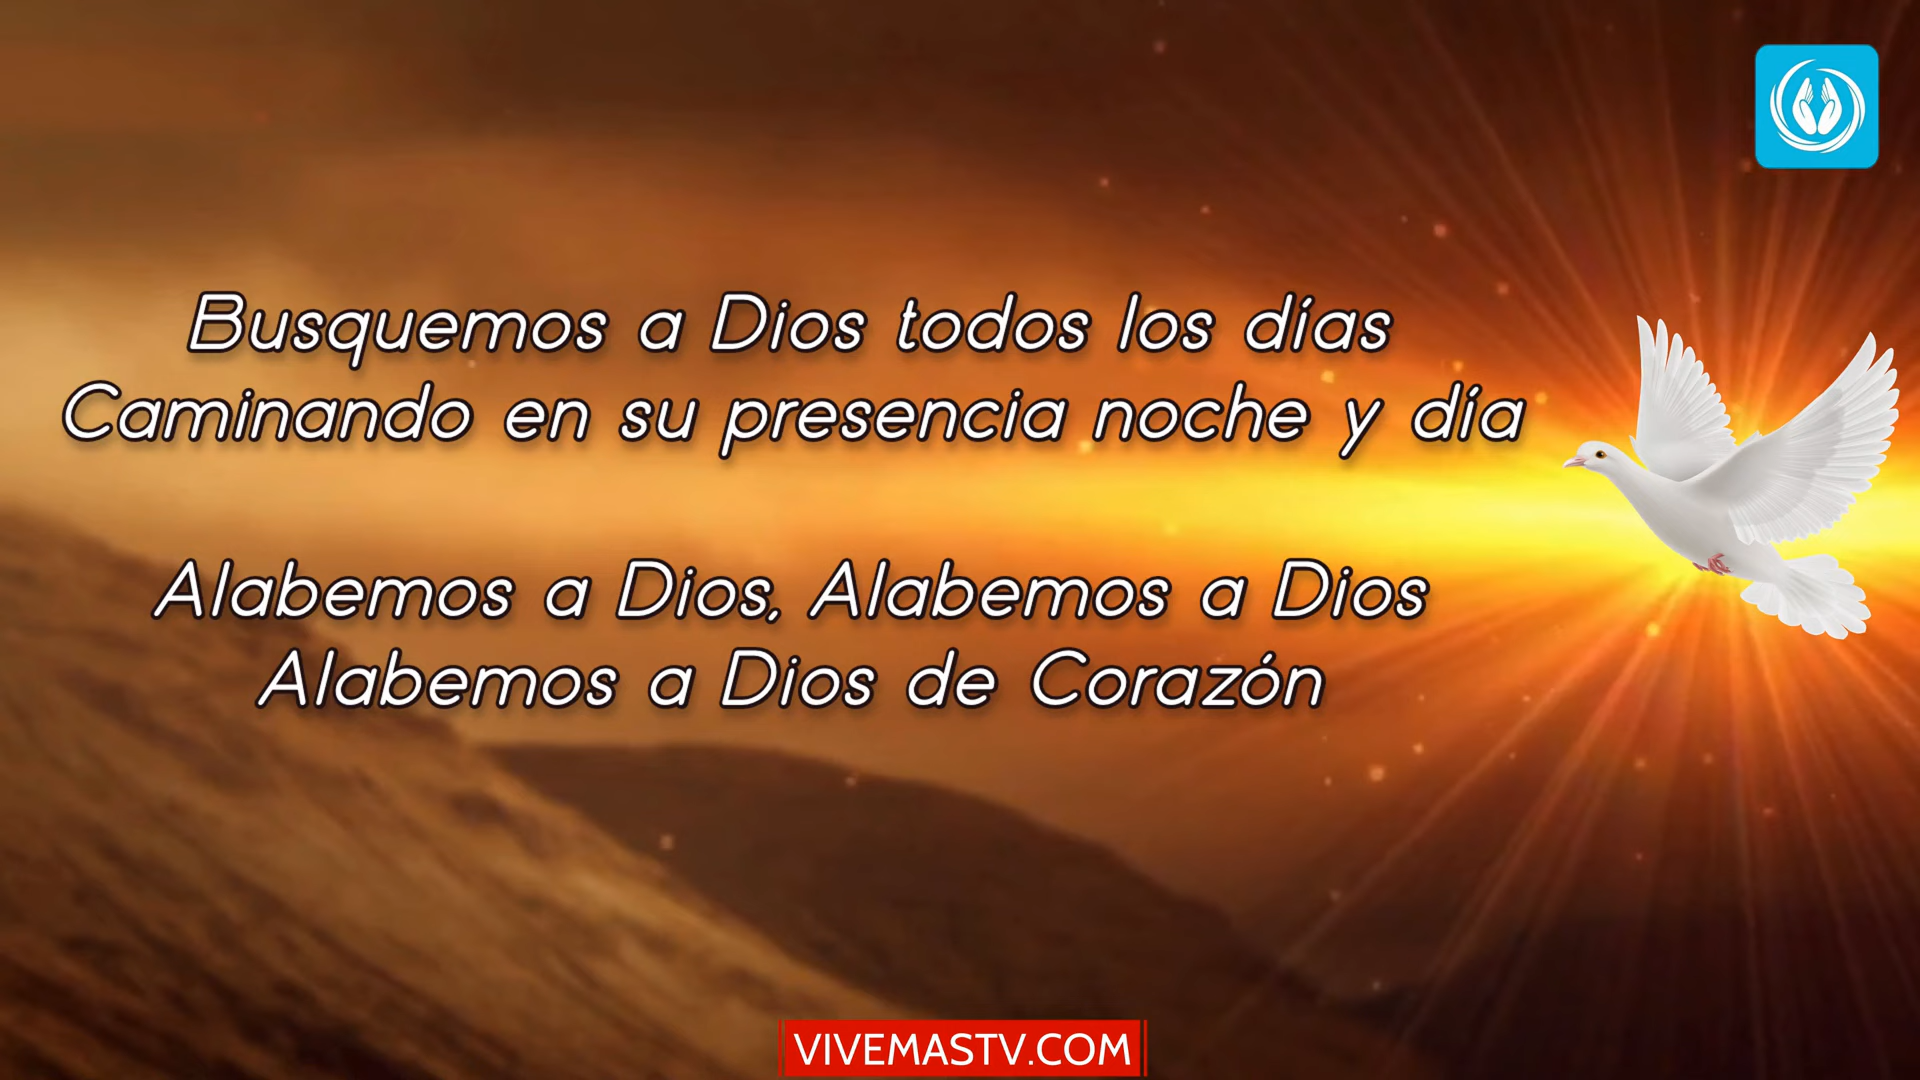 Busquemos a Dios todos los días
Caminando en su presencia noche y día
Alabemos a Dios, Alabemos a Dios
Alabemos a Dios de Corazón
VIVEMASTV.COM